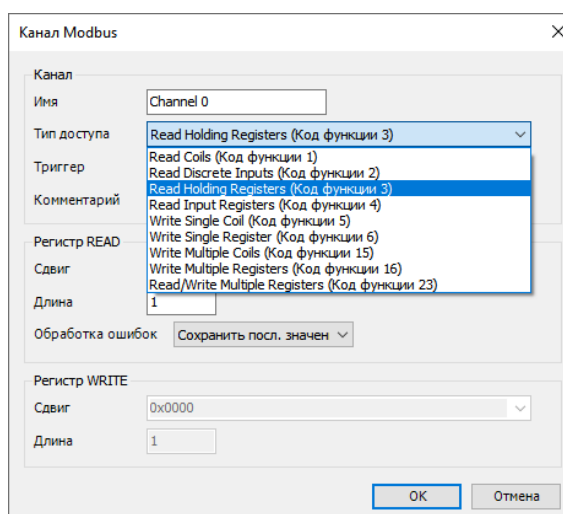 Канал Modbus
Канал
Имя Channel 0
Тип доступа Read Holding Registers (Код функции 3)
Read Coils (Код функции 1)
Триггер Read Discrete Inputs (Код функции 2)
Read Holding Registers (Код функции 3)
Комментарий Read Input Registers (Код функции 4)
Write Single Coil (Код функции 5)
Write Single Register (Код функции 6)
Регистр READ Write Multiple Coils (Код функции 15)
Сдвиг Write Multiple Registers (Код функции 16)
Read/Write Multiple Registers (Код функции 23)
Длина 1
Обработка ошибок Сохранить посл. значен
Регистр WRITE
Сдвиг 0x0000
Длина 1
OK Отмена